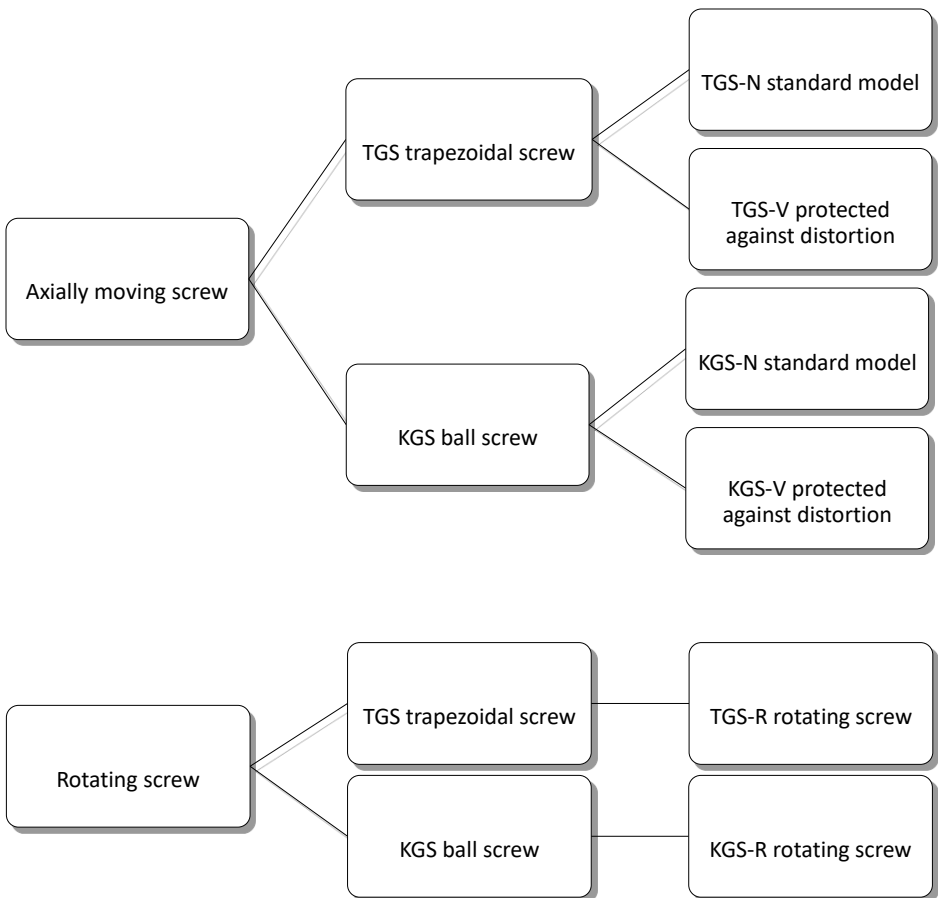 TGS-N standard model
TGS trapezoidal screw
TGS-V protected
against distortion
Axially moving screw
KGS-N standard model
KGS ball screw
KGS-V protected
against distortion
TGS trapezoidal screw
TGS-R rotating screw
Rotating screw
KGS ball screw
KGS-R rotating screw